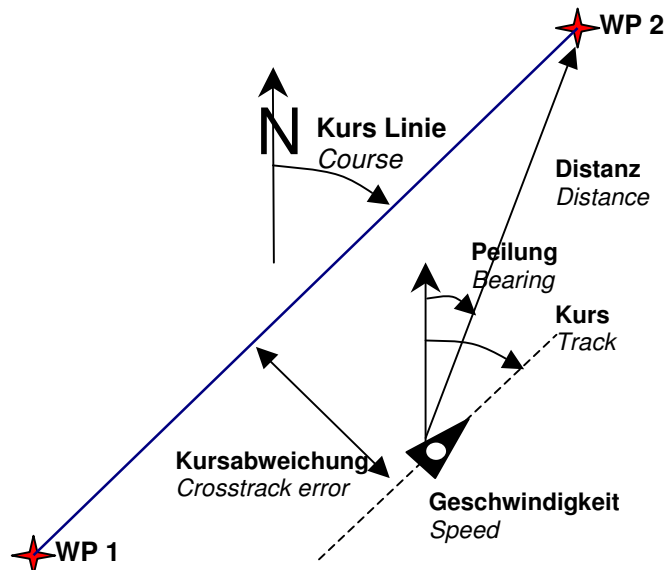 WP 2
N
Kurs Linie
Course
Distanz
Distance
Peilung
Bearing
Kurs
Track
Kursabweichung
Crosstrack error
Geschwindigkeit
Speed
WP 1